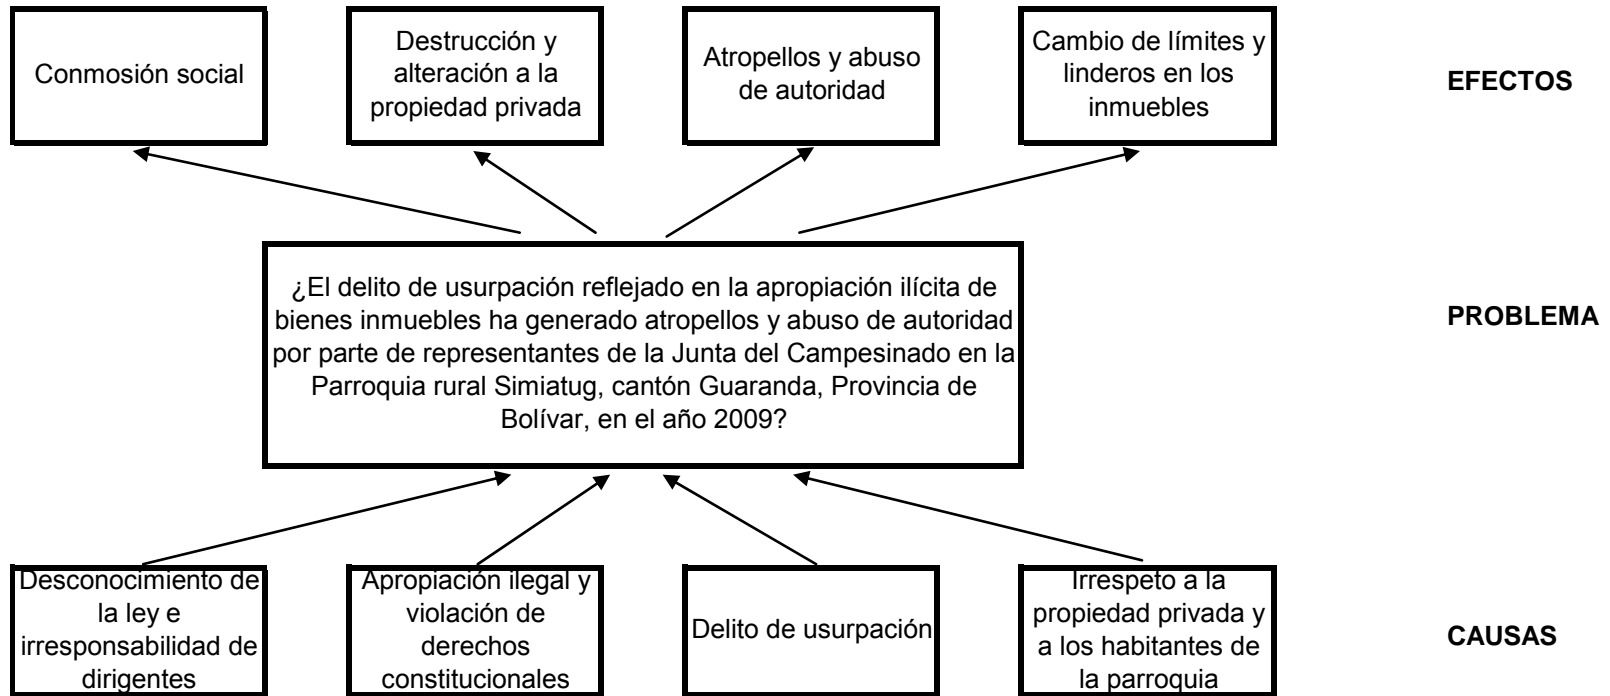 Conmosión social
Destrucción y
alteración a la
propiedad privada
Atropellos y abuso
de autoridad
Cambio de límites y
linderos en los
inmuebles
EFECTOS
¿El delito de usurpación reflejado en la apropiación ilícita de
bienes inmuebles ha generado atropellos y abuso de autoridad
por parte de representantes de la Junta del Campesinado en la
Parroquia rural Simiatug, cantón Guaranda, Provincia de
Bolívar, en el año 2009?
PROBLEMA
Desconocimiento de
la ley e
irresponsabilidad de
dirigentes
Apropiación ilegal y
violación de
derechos
constitucionales
Delito de usurpación
Irrespeto a la
propiedad privada y
a los habitantes de
la parroquia
CAUSAS